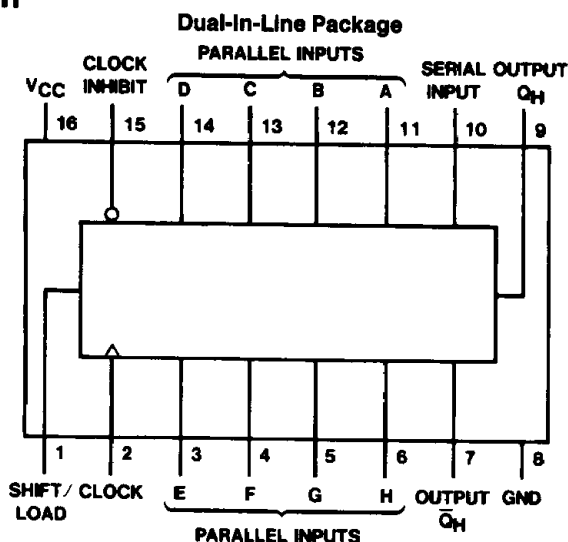 Dual-In-Line Package
PARALLEL INPUTS
CLOCK INHIBIT
SERIAL INPUT
OUTPUT QH
VCC
D C B A
16 15 14 13 12 11 10 9
1 2 3 4 5 6 7 8
SHIFT/ LOAD
CLOCK
E F G H
OUTPUT Q̅H
GND
PARALLEL INPUTS